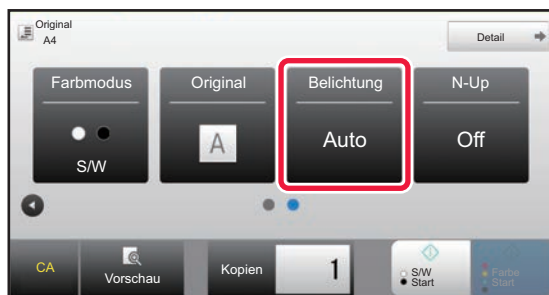 Original
A4
Detail
Farbmodus
Original
Belichtung
N-Up
A
Auto
Off
S/W
CA
Vorschau
Kopien
1
S/W
Start
Farbe
Start